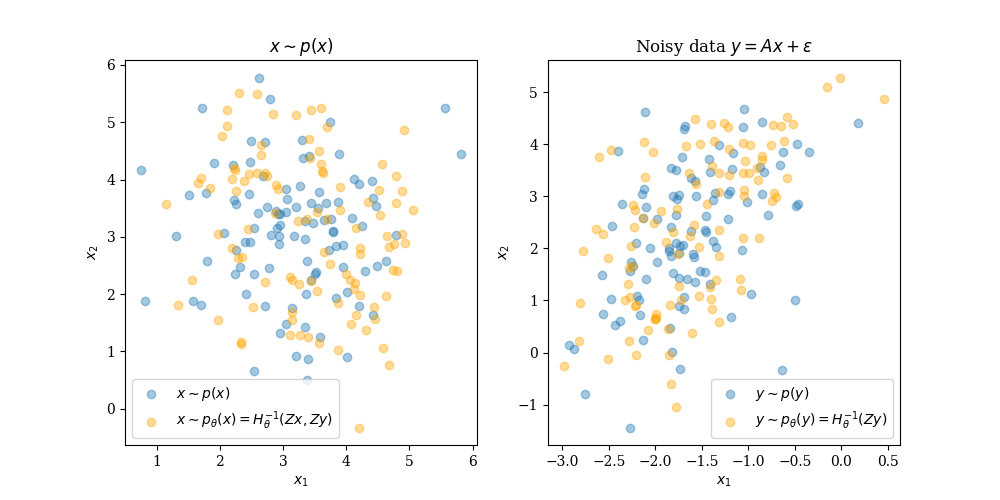 x ∼ p(x)
6
5
4
3
2
1
0
x₂
1 2 3 4 5 6
x₁
x ∼ p(x)
x ∼ p_θ(x) = H_θ⁻¹(Zx, Zy)
Noisy data y = Ax + ε
5
4
3
2
1
0
−1
x₂
−3.0 −2.5 −2.0 −1.5 −1.0 −0.5 0.0 0.5
x₁
y ∼ p(y)
y ∼ p_θ(y) = H_θ⁻¹(Zy)